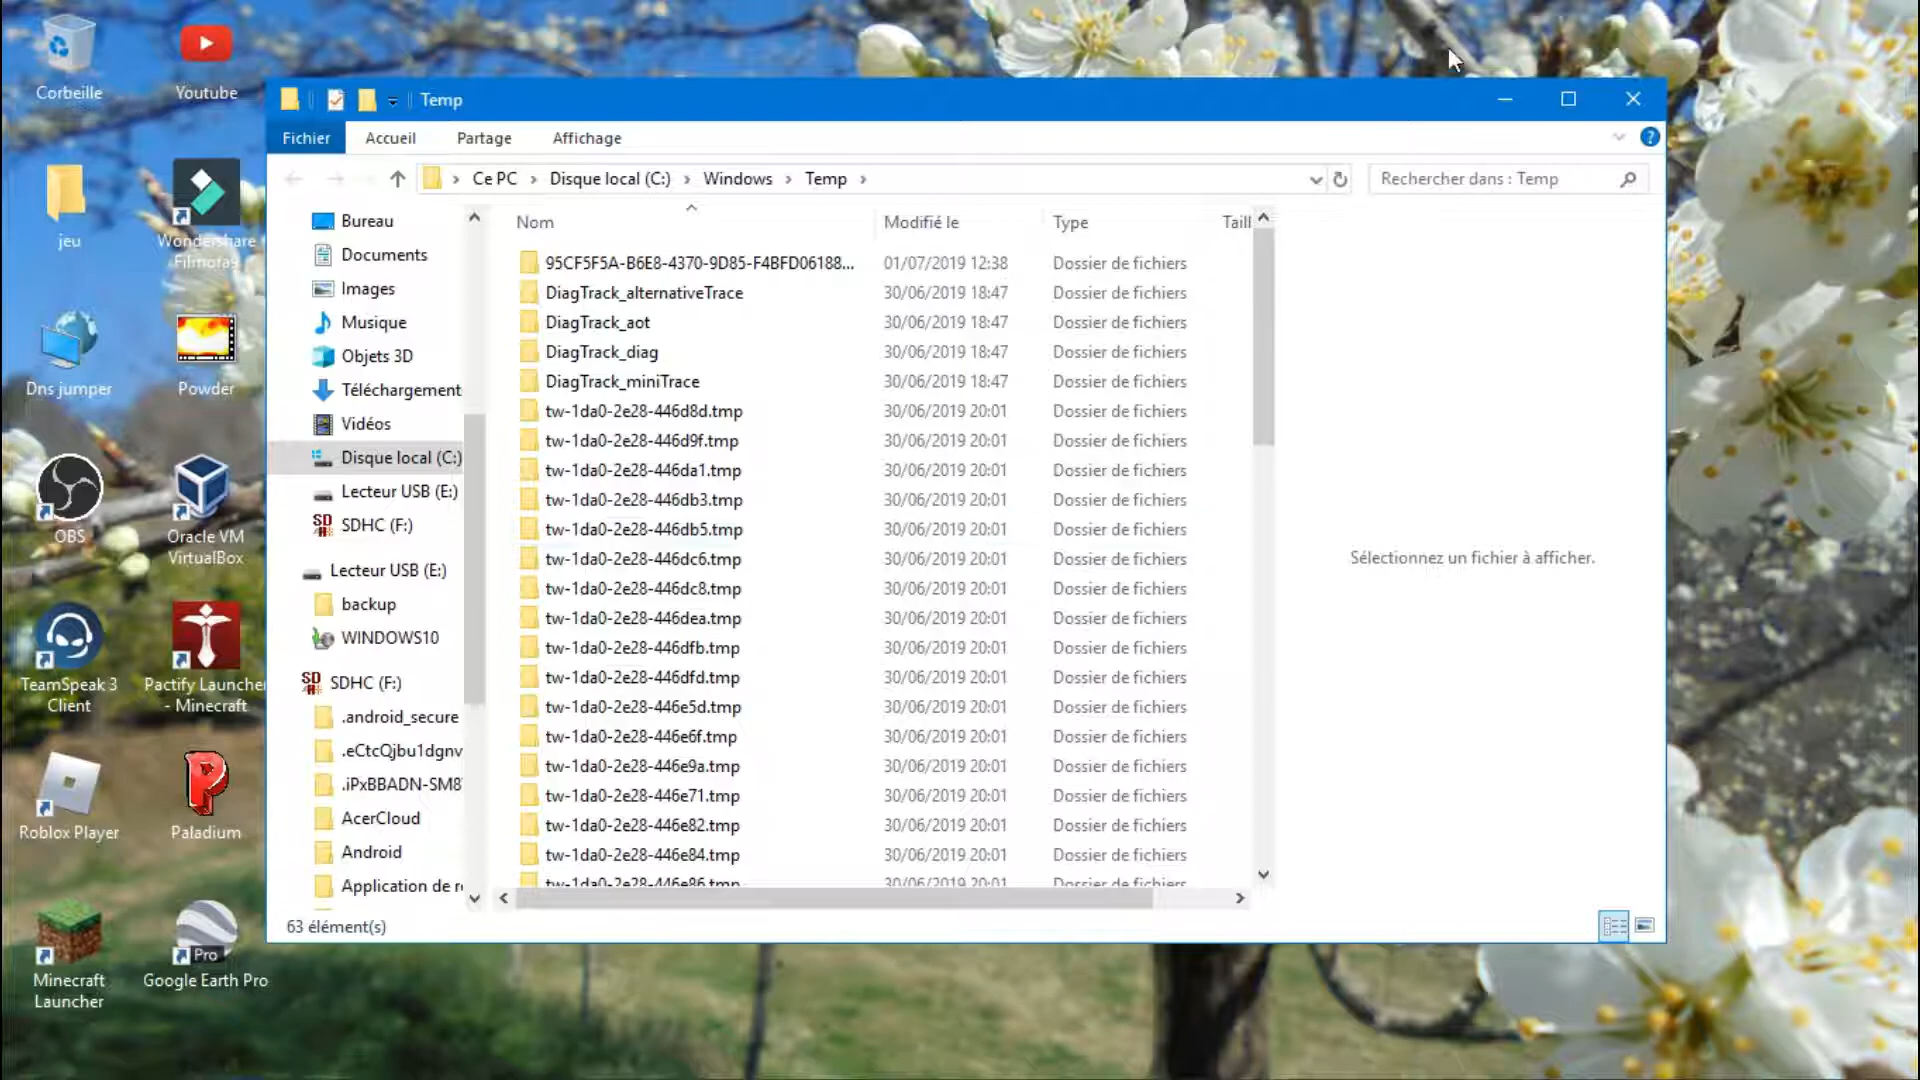 Corbeille
Youtube
jeu
Wondershare
Filmora9
Dns jumper
Powder
OBS
Oracle VM
VirtualBox
TeamSpeak 3
Client
Pactify Launcher
- Minecraft
Roblox Player
Paladium
Minecraft
Launcher
Pro
Google Earth Pro
Temp
Fichier
Accueil
Partage
Affichage
Ce PC
Disque local (C:)
Windows
Temp
Rechercher dans : Temp
Bureau
Documents
Images
Musique
Objets 3D
Téléchargement
Vidéos
Disque local (C:)
Lecteur USB (E:)
SDHC (F:)
Lecteur USB (E:)
backup
WINDOWS10
SDHC (F:)
.android_secure
.eCtcQjbu1dgnv
.iPxBBADN-SM8
AcerCloud
Android
Application de r
Nom Modifié le Type Taill
95CF5F5A-B6E8-4370-9D85-F4BFD06188... 01/07/2019 12:38 Dossier de fichiers
DiagTrack_alternativeTrace 30/06/2019 18:47 Dossier de fichiers
DiagTrack_aot 30/06/2019 18:47 Dossier de fichiers
DiagTrack_diag 30/06/2019 18:47 Dossier de fichiers
DiagTrack_miniTrace 30/06/2019 18:47 Dossier de fichiers
tw-1da0-2e28-446d8d.tmp 30/06/2019 20:01 Dossier de fichiers
tw-1da0-2e28-446d9f.tmp 30/06/2019 20:01 Dossier de fichiers
tw-1da0-2e28-446da1.tmp 30/06/2019 20:01 Dossier de fichiers
tw-1da0-2e28-446db3.tmp 30/06/2019 20:01 Dossier de fichiers
tw-1da0-2e28-446db5.tmp 30/06/2019 20:01 Dossier de fichiers
tw-1da0-2e28-446dc6.tmp 30/06/2019 20:01 Dossier de fichiers
tw-1da0-2e28-446dc8.tmp 30/06/2019 20:01 Dossier de fichiers
tw-1da0-2e28-446dea.tmp 30/06/2019 20:01 Dossier de fichiers
tw-1da0-2e28-446dfb.tmp 30/06/2019 20:01 Dossier de fichiers
tw-1da0-2e28-446dfd.tmp 30/06/2019 20:01 Dossier de fichiers
tw-1da0-2e28-446e5d.tmp 30/06/2019 20:01 Dossier de fichiers
tw-1da0-2e28-446e6f.tmp 30/06/2019 20:01 Dossier de fichiers
tw-1da0-2e28-446e9a.tmp 30/06/2019 20:01 Dossier de fichiers
tw-1da0-2e28-446e71.tmp 30/06/2019 20:01 Dossier de fichiers
tw-1da0-2e28-446e82.tmp 30/06/2019 20:01 Dossier de fichiers
tw-1da0-2e28-446e84.tmp 30/06/2019 20:01 Dossier de fichiers
tw-1da0-2e28-446e86.tmp 30/06/2019 20:01 Dossier de fichiers
Sélectionnez un fichier à afficher.
63 élément(s)